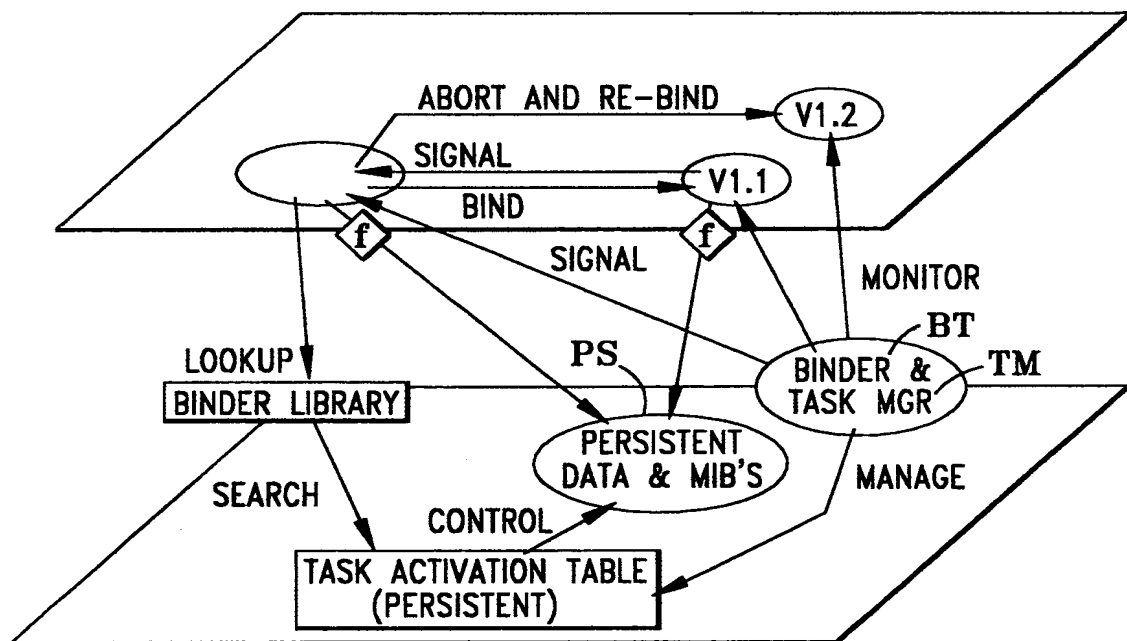 ABORT AND RE-BIND
V1.2
SIGNAL
V1.1
BIND
f
f
SIGNAL
MONITOR
BT
PS
LOOKUP
BINDER &
TM
TASK MGR
BINDER LIBRARY
PERSISTENT
DATA & MIB'S
MANAGE
SEARCH
CONTROL
TASK ACTIVATION TABLE
(PERSISTENT)